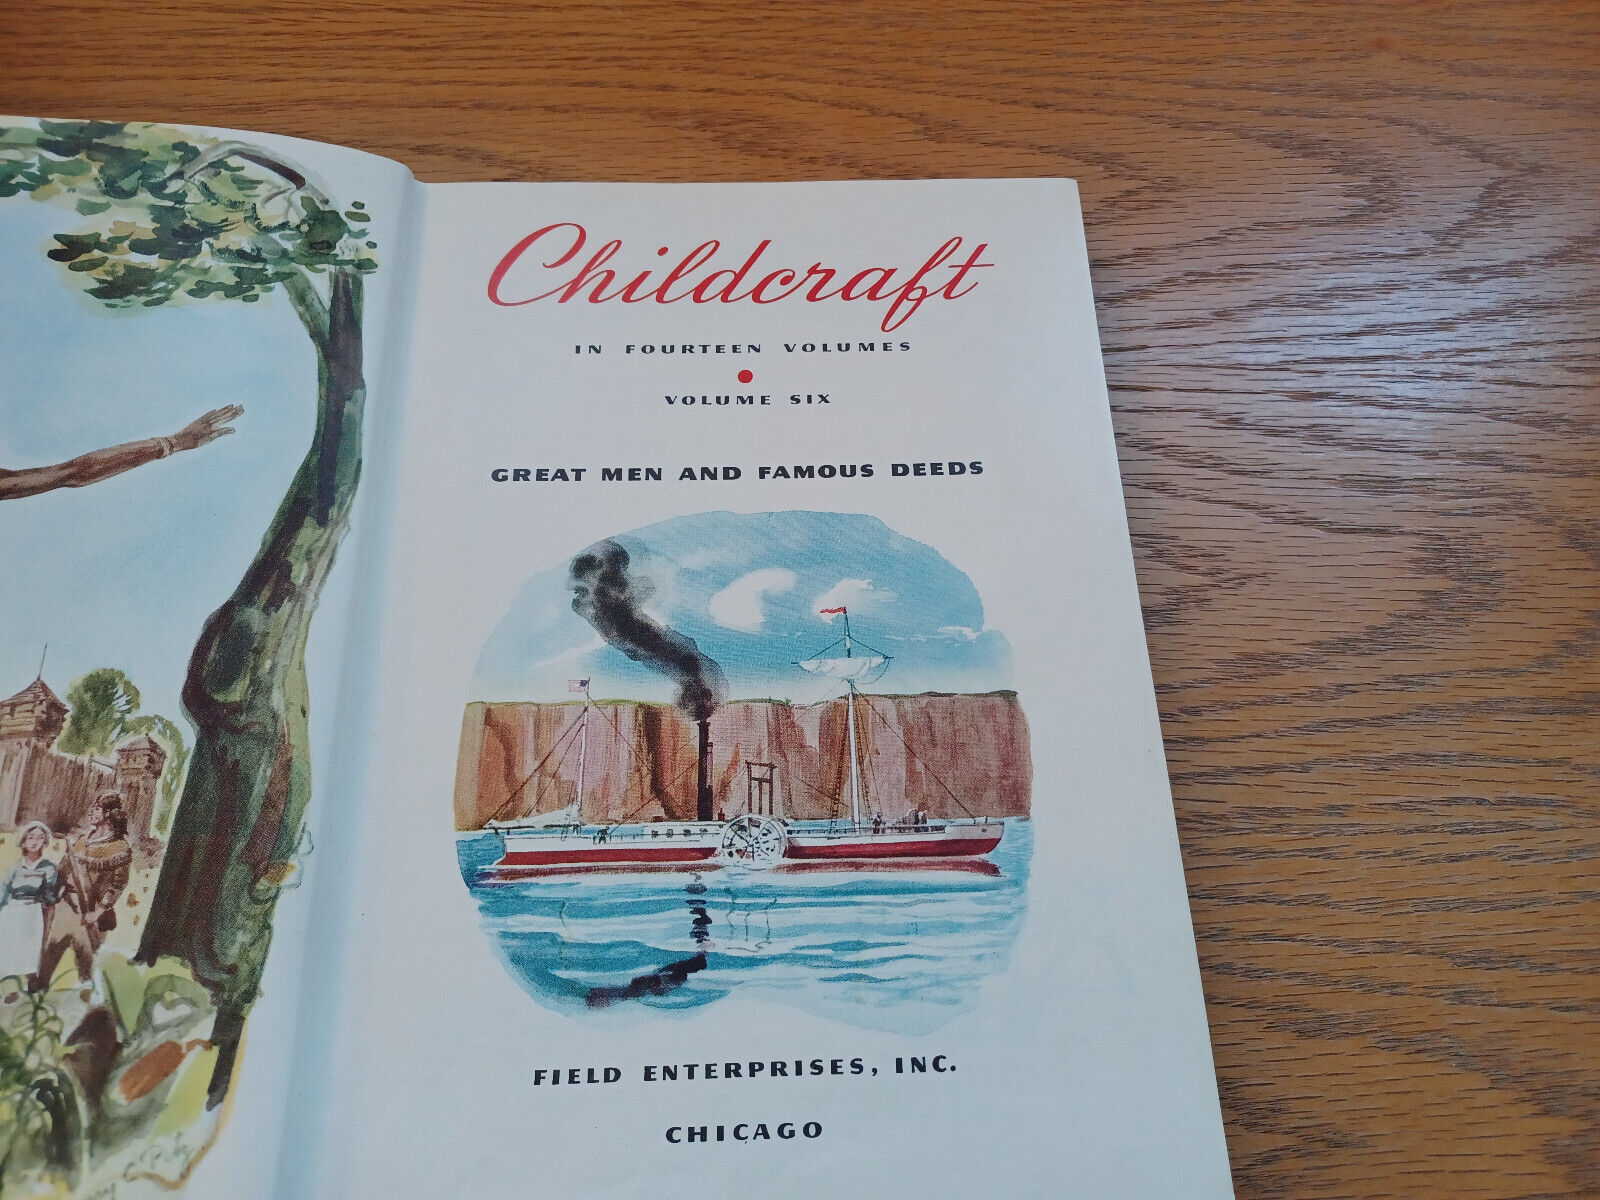 Childcraft
IN FOURTEEN VOLUMES
VOLUME SIX
GREAT MEN AND FAMOUS DEEDS
FIELD ENTERPRISES, INC.
CHICAGO